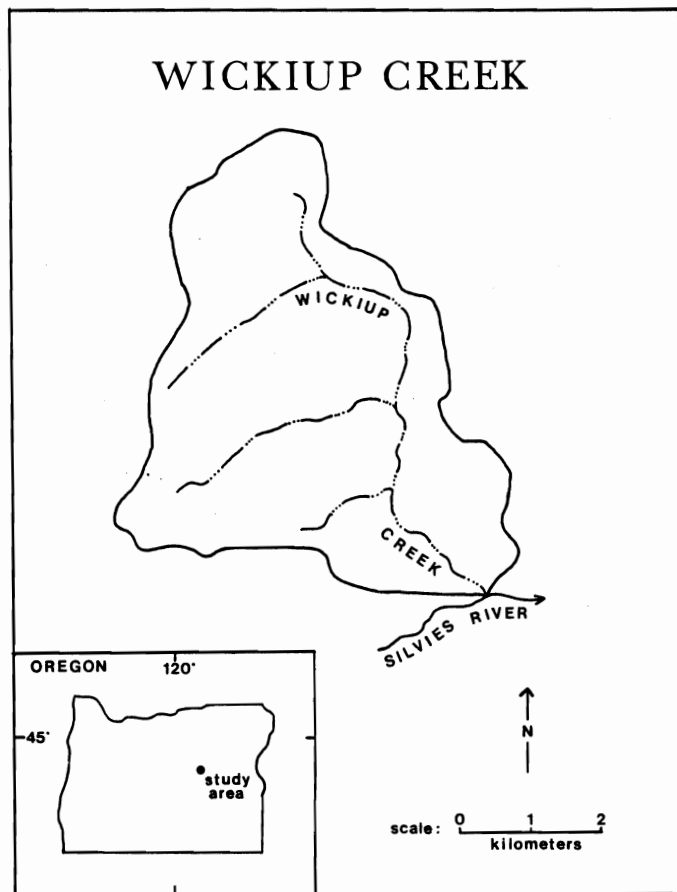 WICKIUP CREEK
WICKIUP
CREEK
SILVIES RIVER
OREGON
120°
45°
study
area
N
scale: 0 1 2
kilometers